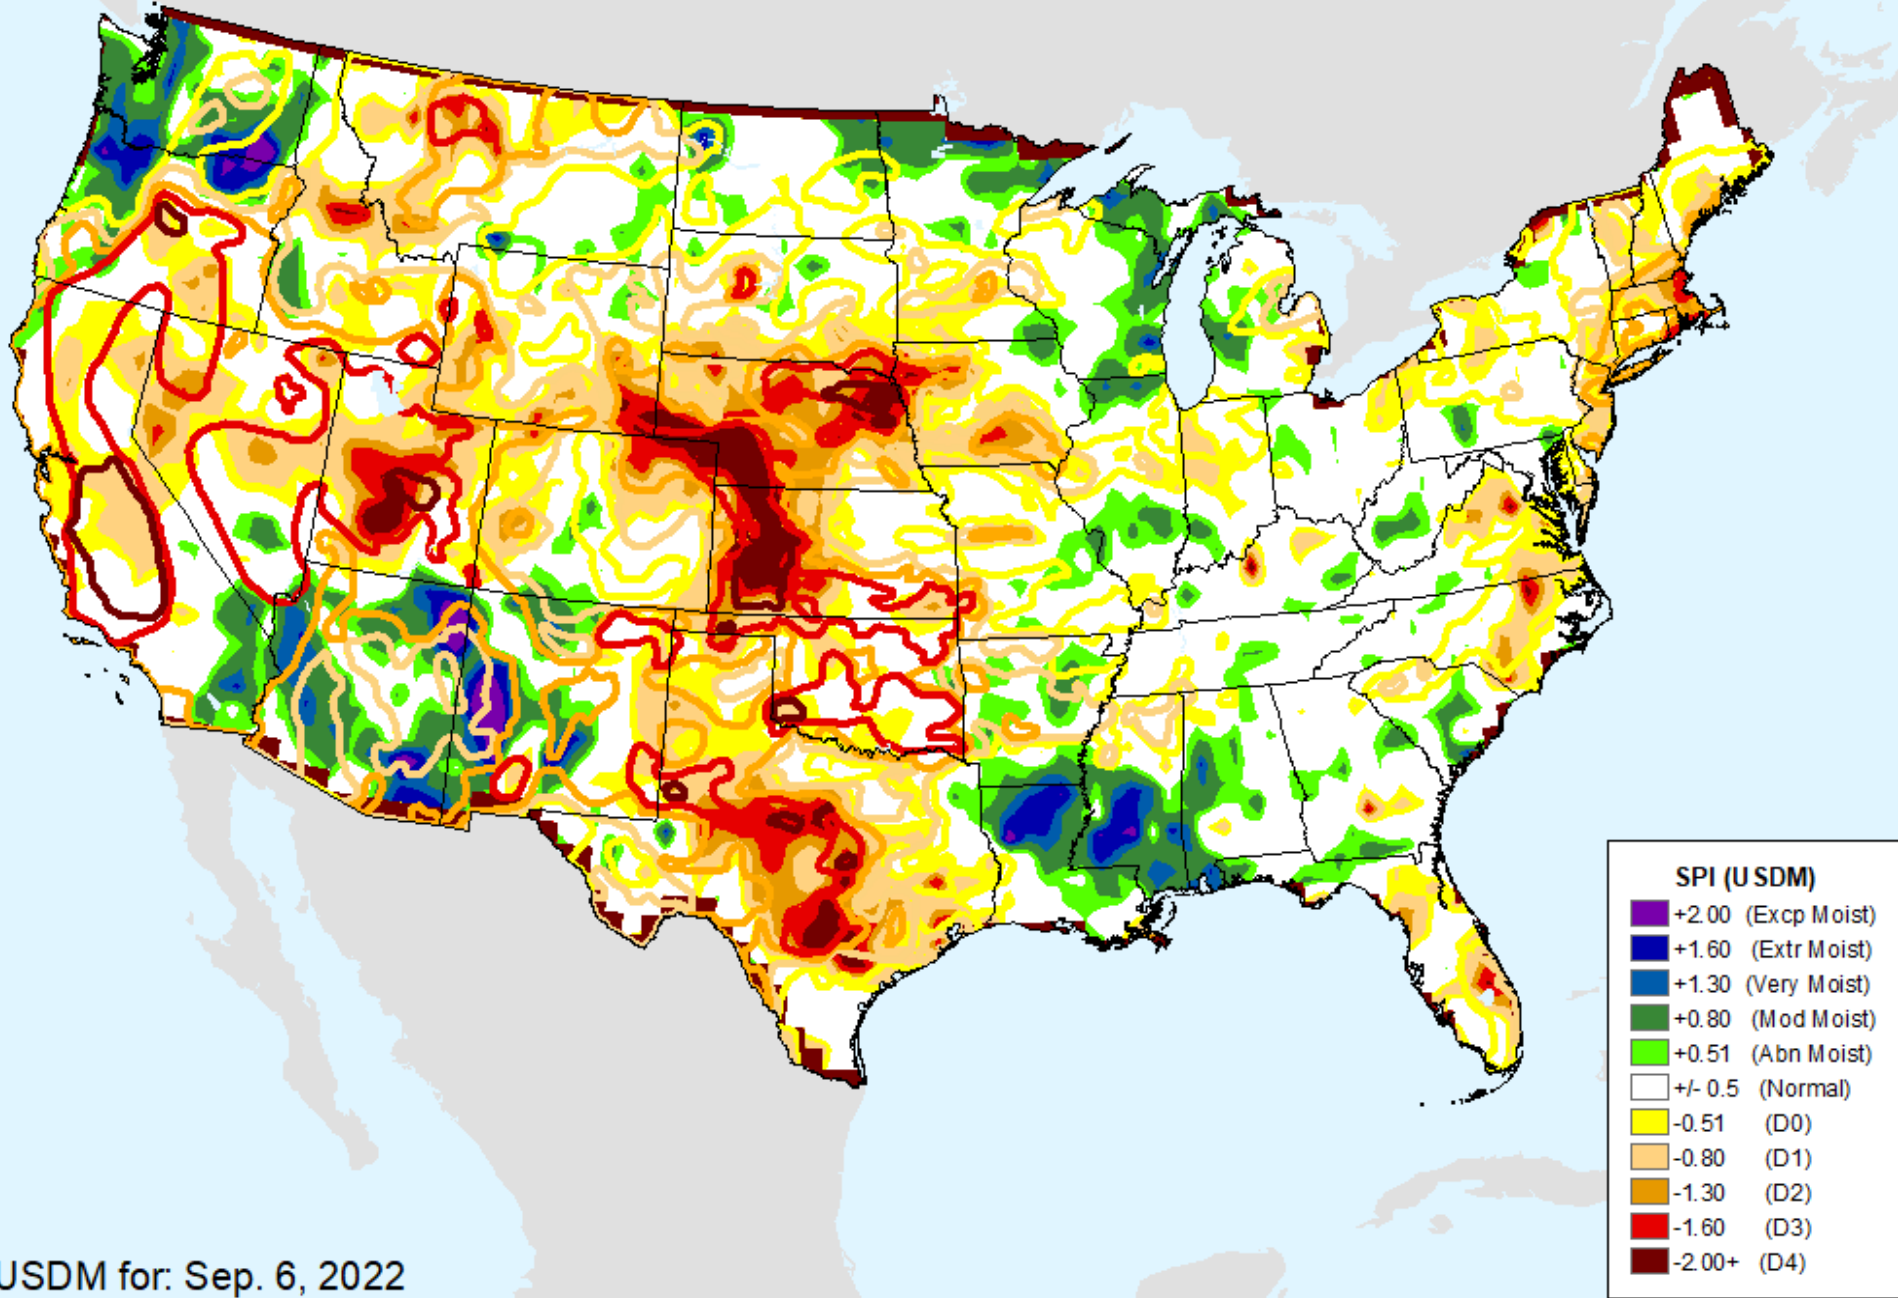 SPI (USDM)
+2.00 (Excp Moist)
+1.60 (Extr Moist)
+1.30 (Very Moist)
+0.80 (Mod Moist)
+0.51 (Abn Moist)
+/- 0.5 (Normal)
-0.51 (D0)
-0.80 (D1)
-1.30 (D2)
-1.60 (D3)
-2.00+ (D4)
USDM for: Sep. 6, 2022